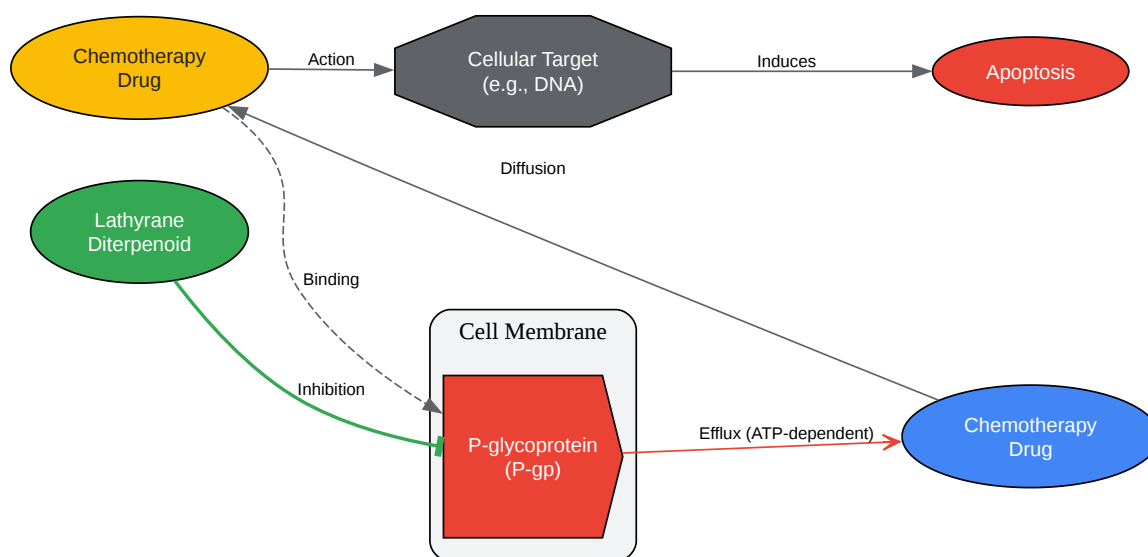 Chemotherapy
Drug
Action
Cellular Target
(e.g., DNA)
Induces
Apoptosis
Diffusion
Lathyrane
Diterpenoid
Binding
Cell Membrane
Inhibition
P-glycoprotein
(P-gp)
Efflux (ATP-dependent)
Chemotherapy
Drug